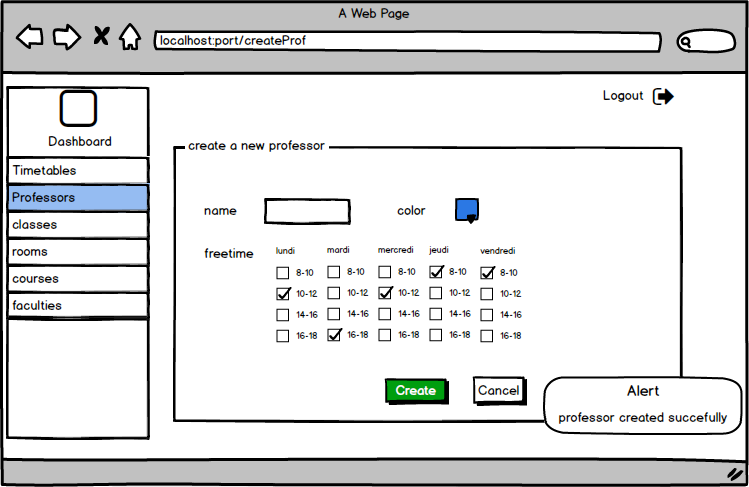 A Web Page
localhost:port/createProf
Logout
Dashboard
Timetables
Professors
classes
rooms
courses
faculties
create a new professor
name color
freetime lundi mardi mercredi jeudi vendredi
8-10 8-10 8-10 8-10 8-10
10-12 10-12 10-12 10-12 10-12
14-16 14-16 14-16 14-16 14-16
16-18 16-18 16-18 16-18 16-18
Create Cancel
Alert
professor created succefully